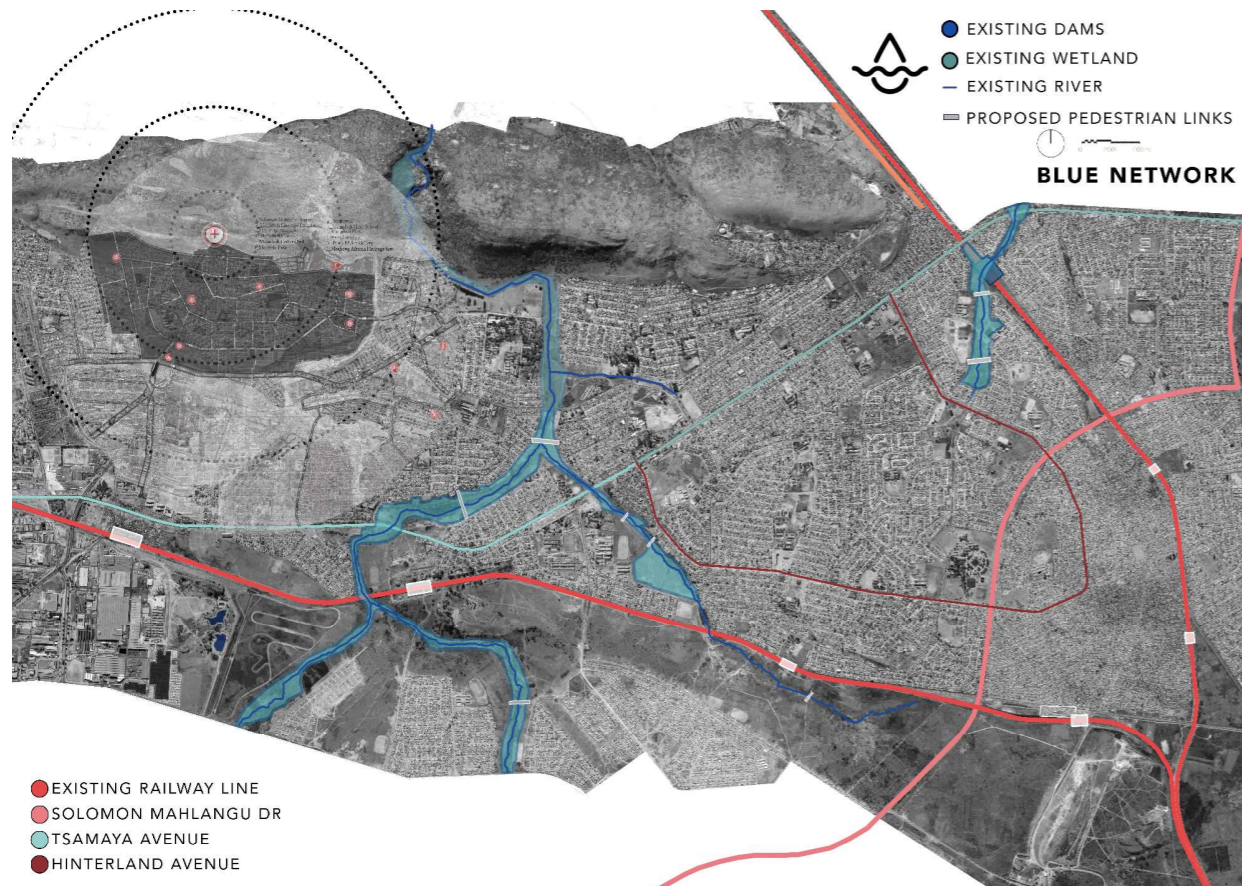 EXISTING DAMS
EXISTING WETLAND
EXISTING RIVER
PROPOSED PEDESTRIAN LINKS
BLUE NETWORK
EXISTING RAILWAY LINE
SOLOMON MAHLANGU DR
TSAMAYA AVENUE
HINTERLAND AVENUE